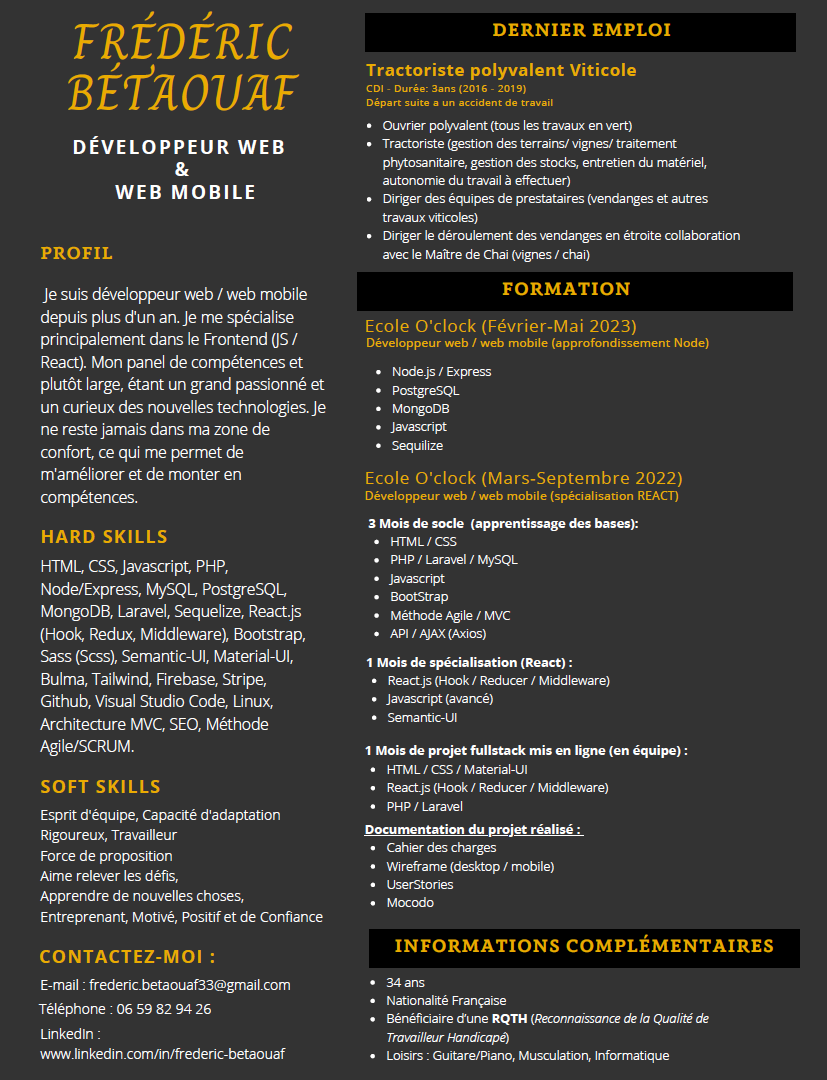 FRÉDÉRIC
BÉTAOUAF
DÉVELOPPEUR WEB
&
WEB MOBILE
PROFIL
Je suis développeur web / web mobile
depuis plus d'un an. Je me spécialise
principalement dans le Frontend (JS /
React). Mon panel de compétences et
plutôt large, étant un grand passionné et
un curieux des nouvelles technologies. Je
ne reste jamais dans ma zone de
confort, ce qui me permet de
m'améliorer et de monter en
compétences.
HARD SKILLS
HTML, CSS, Javascript, PHP,
Node/Express, MySQL, PostgreSQL,
MongoDB, Laravel, Sequelize, React.js
(Hook, Redux, Middleware), Bootstrap,
Sass (Scss), Semantic-UI, Material-UI,
Bulma, Tailwind, Firebase, Stripe,
Github, Visual Studio Code, Linux,
Architecture MVC, SEO, Méthode
Agile/SCRUM.
SOFT SKILLS
Esprit d'équipe, Capacité d'adaptation
Rigoureux, Travailleur
Force de proposition
Aime relever les défis,
Apprendre de nouvelles choses,
Entreprenant, Motivé, Positif et de Confiance
CONTACTEZ-MOI :
E-mail : frederic.betaouaf33@gmail.com
Téléphone : 06 59 82 94 26
LinkedIn :
www.linkedin.com/in/frederic-betaouaf
DERNIER EMPLOI
Tractoriste polyvalent Viticole
CDI - Durée: 3ans (2016 - 2019)
Départ suite a un accident de travail
• Ouvrier polyvalent (tous les travaux en vert)
• Tractoriste (gestion des terrains/ vignes/ traitement
phytosanitaire, gestion des stocks, entretien du matériel,
autonomie du travail à effectuer)
• Diriger des équipes de prestataires (vendanges et autres
travaux viticoles)
• Diriger le déroulement des vendanges en étroite collaboration
avec le Maître de Chai (vignes / chai)
FORMATION
Ecole O'clock (Février-Mai 2023)
Développeur web / web mobile (approfondissement Node)
• Node.js / Express
• PostgreSQL
• MongoDB
• Javascript
• Sequilize
Ecole O'clock (Mars-Septembre 2022)
Développeur web / web mobile (spécialisation REACT)
3 Mois de socle (apprentissage des bases):
• HTML / CSS
• PHP / Laravel / MySQL
• Javascript
• BootStrap
• Méthode Agile / MVC
• API / AJAX (Axios)
1 Mois de spécialisation (React) :
• React.js (Hook / Reducer / Middleware)
• Javascript (avancé)
• Semantic-UI
1 Mois de projet fullstack mis en ligne (en équipe) :
• HTML / CSS / Material-UI
• React.js (Hook / Reducer / Middleware)
• PHP / Laravel
Documentation du projet réalisé :
• Cahier des charges
• Wireframe (desktop / mobile)
• UserStories
• Mocodo
INFORMATIONS COMPLÉMENTAIRES
• 34 ans
• Nationalité Française
• Bénéficiaire d’une RQTH (Reconnaissance de la Qualité de
Travailleur Handicapé)
• Loisirs : Guitare/Piano, Musculation, Informatique